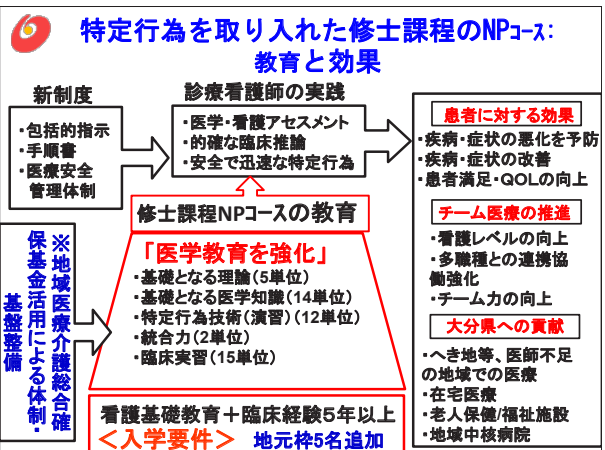 特定行為を取り入れた修士課程のNPコース:
教育と効果
新制度
・包括的指示
・手順書
・医療安全
管理体制
診療看護師の実践
・医学・看護アセスメント
・的確な臨床推論
・安全で迅速な特定行為
修士課程NPコースの教育
「医学教育を強化」
・基礎となる理論(5単位)
・基礎となる医学知識(14単位)
・特定行為技術(演習)(12単位)
・統合力(2単位)
・臨床実習(15単位)
看護基礎教育＋臨床経験5年以上
＜入学要件＞ 地元枠5名追加
※地域医療介護総合確
保基金活用による体制・
基盤整備
患者に対する効果
・疾病・症状の悪化を予防
・疾病・症状の改善
・患者満足・QOLの向上
チーム医療の推進
・看護レベルの向上
・多職種との連携協
働強化
・チーム力の向上
大分県への貢献
・へき地等、医師不足
の地域での医療
・在宅医療
・老人保健/福祉施設
・地域中核病院